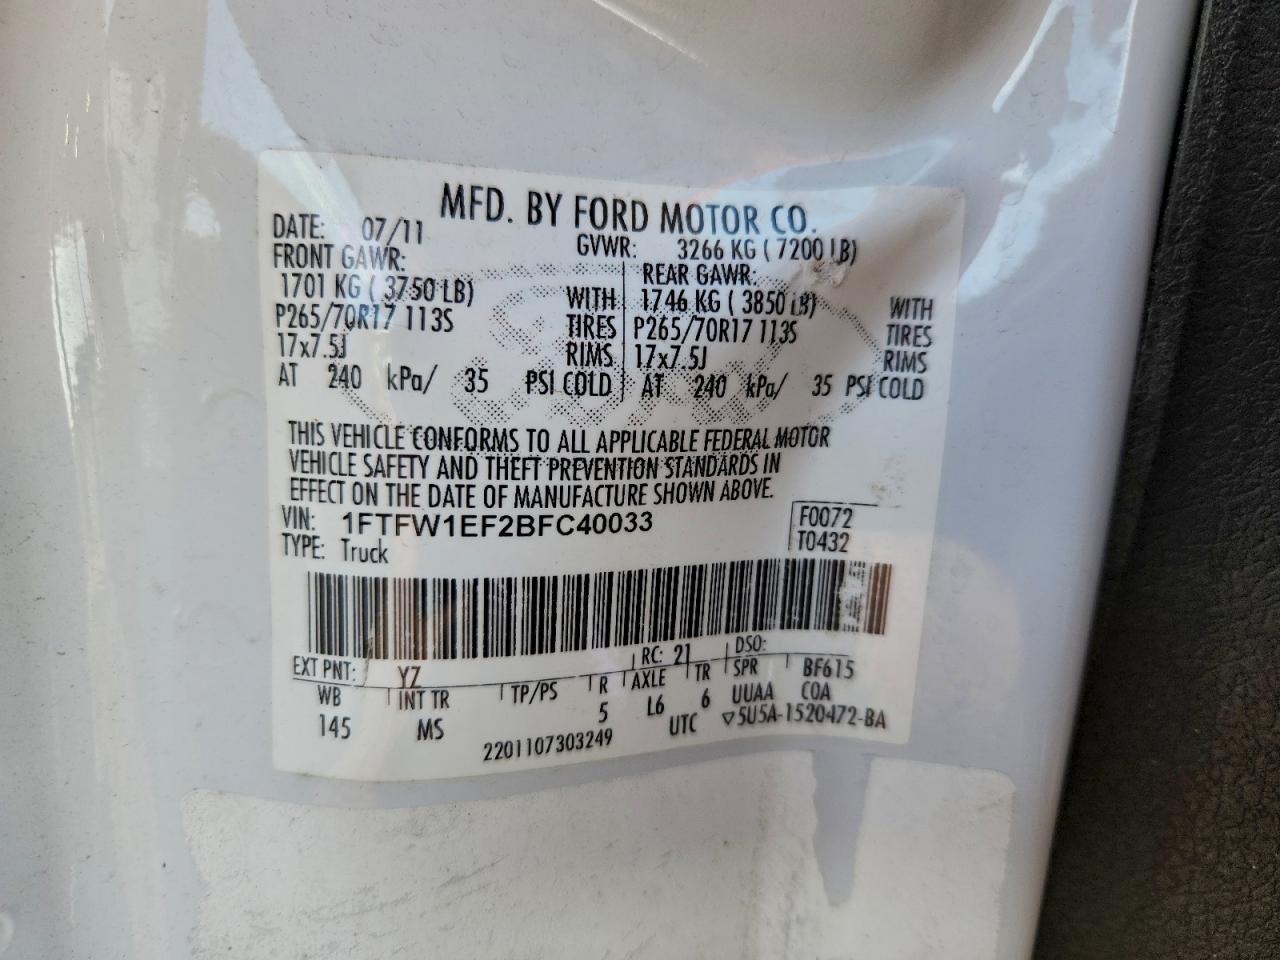 MFD. BY FORD MOTOR CO.
DATE: 07/11 GVWR: 3266 KG ( 7200 LB)
FRONT GAWR: REAR GAWR:
1701 KG ( 3750 LB) WITH 1746 KG ( 3850 LB) WITH
P265/70R17 113S TIRES P265/70R17 113S TIRES
17x7.5J RIMS 17x7.5J RIMS
AT 240 kPa/ 35 PSI COLD AT 240 kPa/ 35 PSI COLD
THIS VEHICLE CONFORMS TO ALL APPLICABLE FEDERAL MOTOR
VEHICLE SAFETY AND THEFT PREVENTION STANDARDS IN
EFFECT ON THE DATE OF MANUFACTURE SHOWN ABOVE.
VIN: 1FTFW1EF2BFC40033 F0072
TYPE: Truck T0432
EXT PNT: YZ RC: 21 DSO:
WB INT TR TP/PS R AXLE TR SPR BF615
145 MS 5 L6 6 UUAA COA
2201107303249 UTC ▽5U5A-1520472-BA